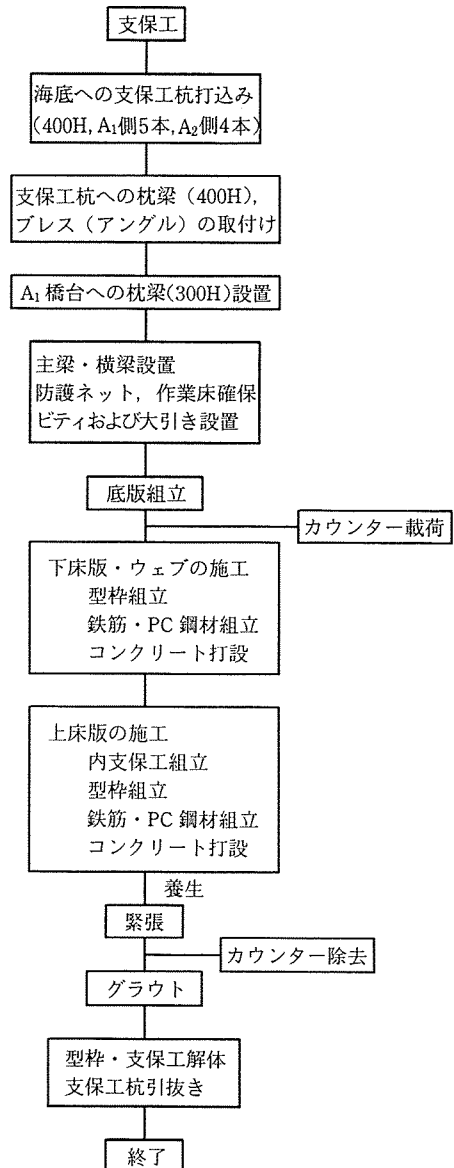 支保工
海底への支保工杭打込み
(400H, A₁側5本, A₂側4本)
支保工杭への枕梁（400H）,
ブレス（アングル）の取付け
A₁橋台への枕梁(300H)設置
主梁・横梁設置
防護ネット，作業床確保
ビティおよび大引き設置
底版組立
カウンター載荷
下床版・ウェブの施工
型枠組立
鉄筋・PC鋼材組立
コンクリート打設
上床版の施工
内支保工組立
型枠組立
鉄筋・PC鋼材組立
コンクリート打設
養生
緊張
カウンター除去
グラウト
型枠・支保工解体
支保工杭引抜き
終了